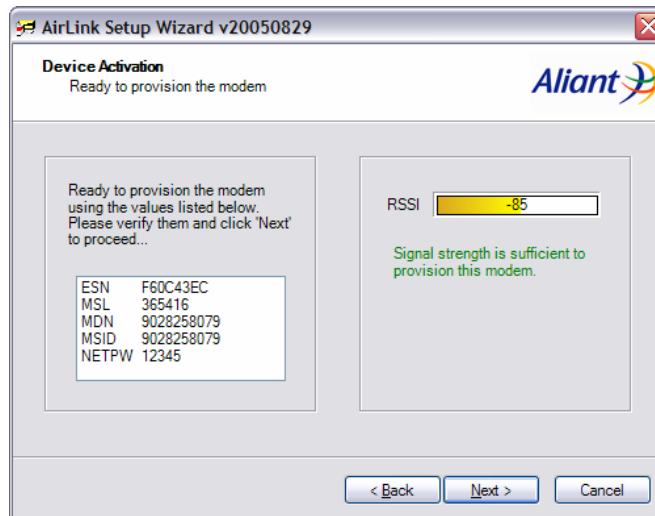 AirLink Setup Wizard v20050829
Device Activation
Ready to provision the modem
Aliant
Ready to provision the modem
using the values listed below.
Please verify them and click 'Next'
to proceed...
ESN F60C43EC
MSL 365416
MDN 9028258079
MSID 9028258079
NETPW 12345
RSSI -85
Signal strength is sufficient to
provision this modem.
< Back Next > Cancel